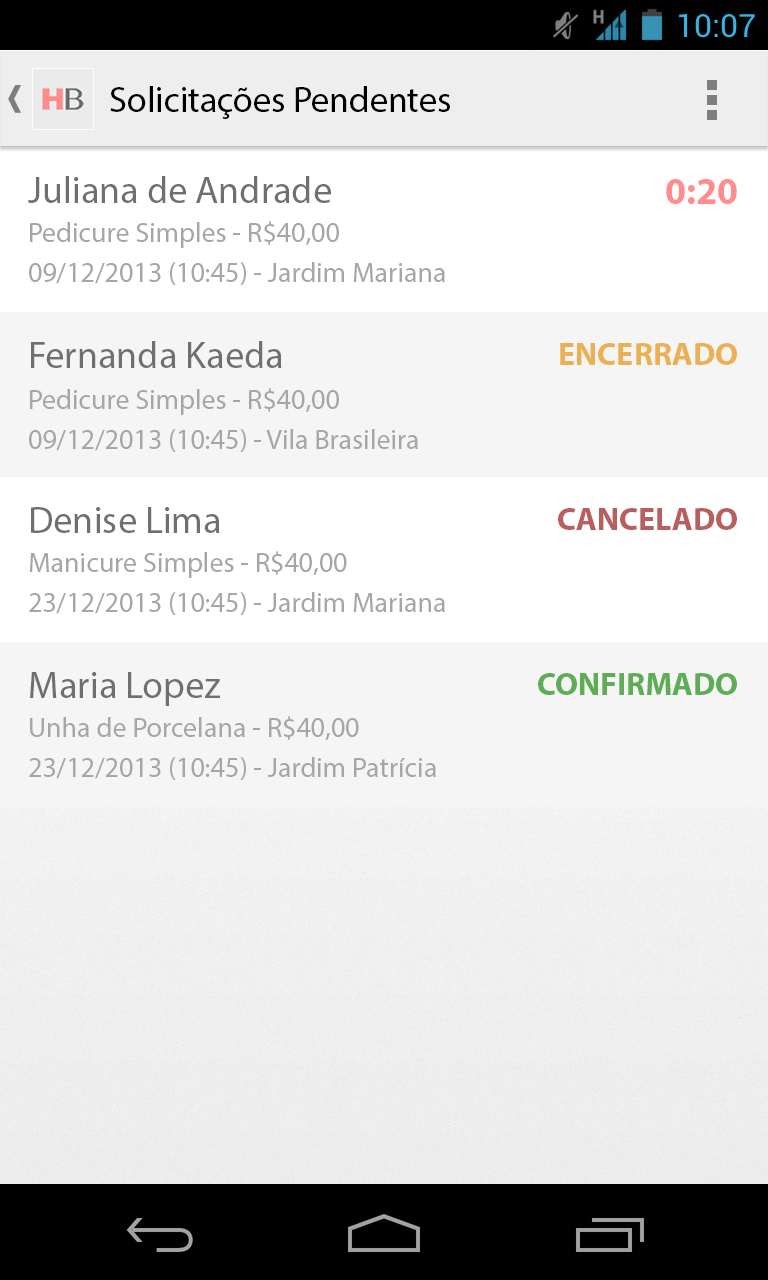 H 10:07
HB Solicitações Pendentes
Juliana de Andrade 0:20
Pedicure Simples - R$40,00
09/12/2013 (10:45) - Jardim Mariana
Fernanda Kaeda ENCERRADO
Pedicure Simples - R$40,00
09/12/2013 (10:45) - Vila Brasileira
Denise Lima CANCELADO
Manicure Simples - R$40,00
23/12/2013 (10:45) - Jardim Mariana
Maria Lopez CONFIRMADO
Unha de Porcelana - R$40,00
23/12/2013 (10:45) - Jardim Patrícia